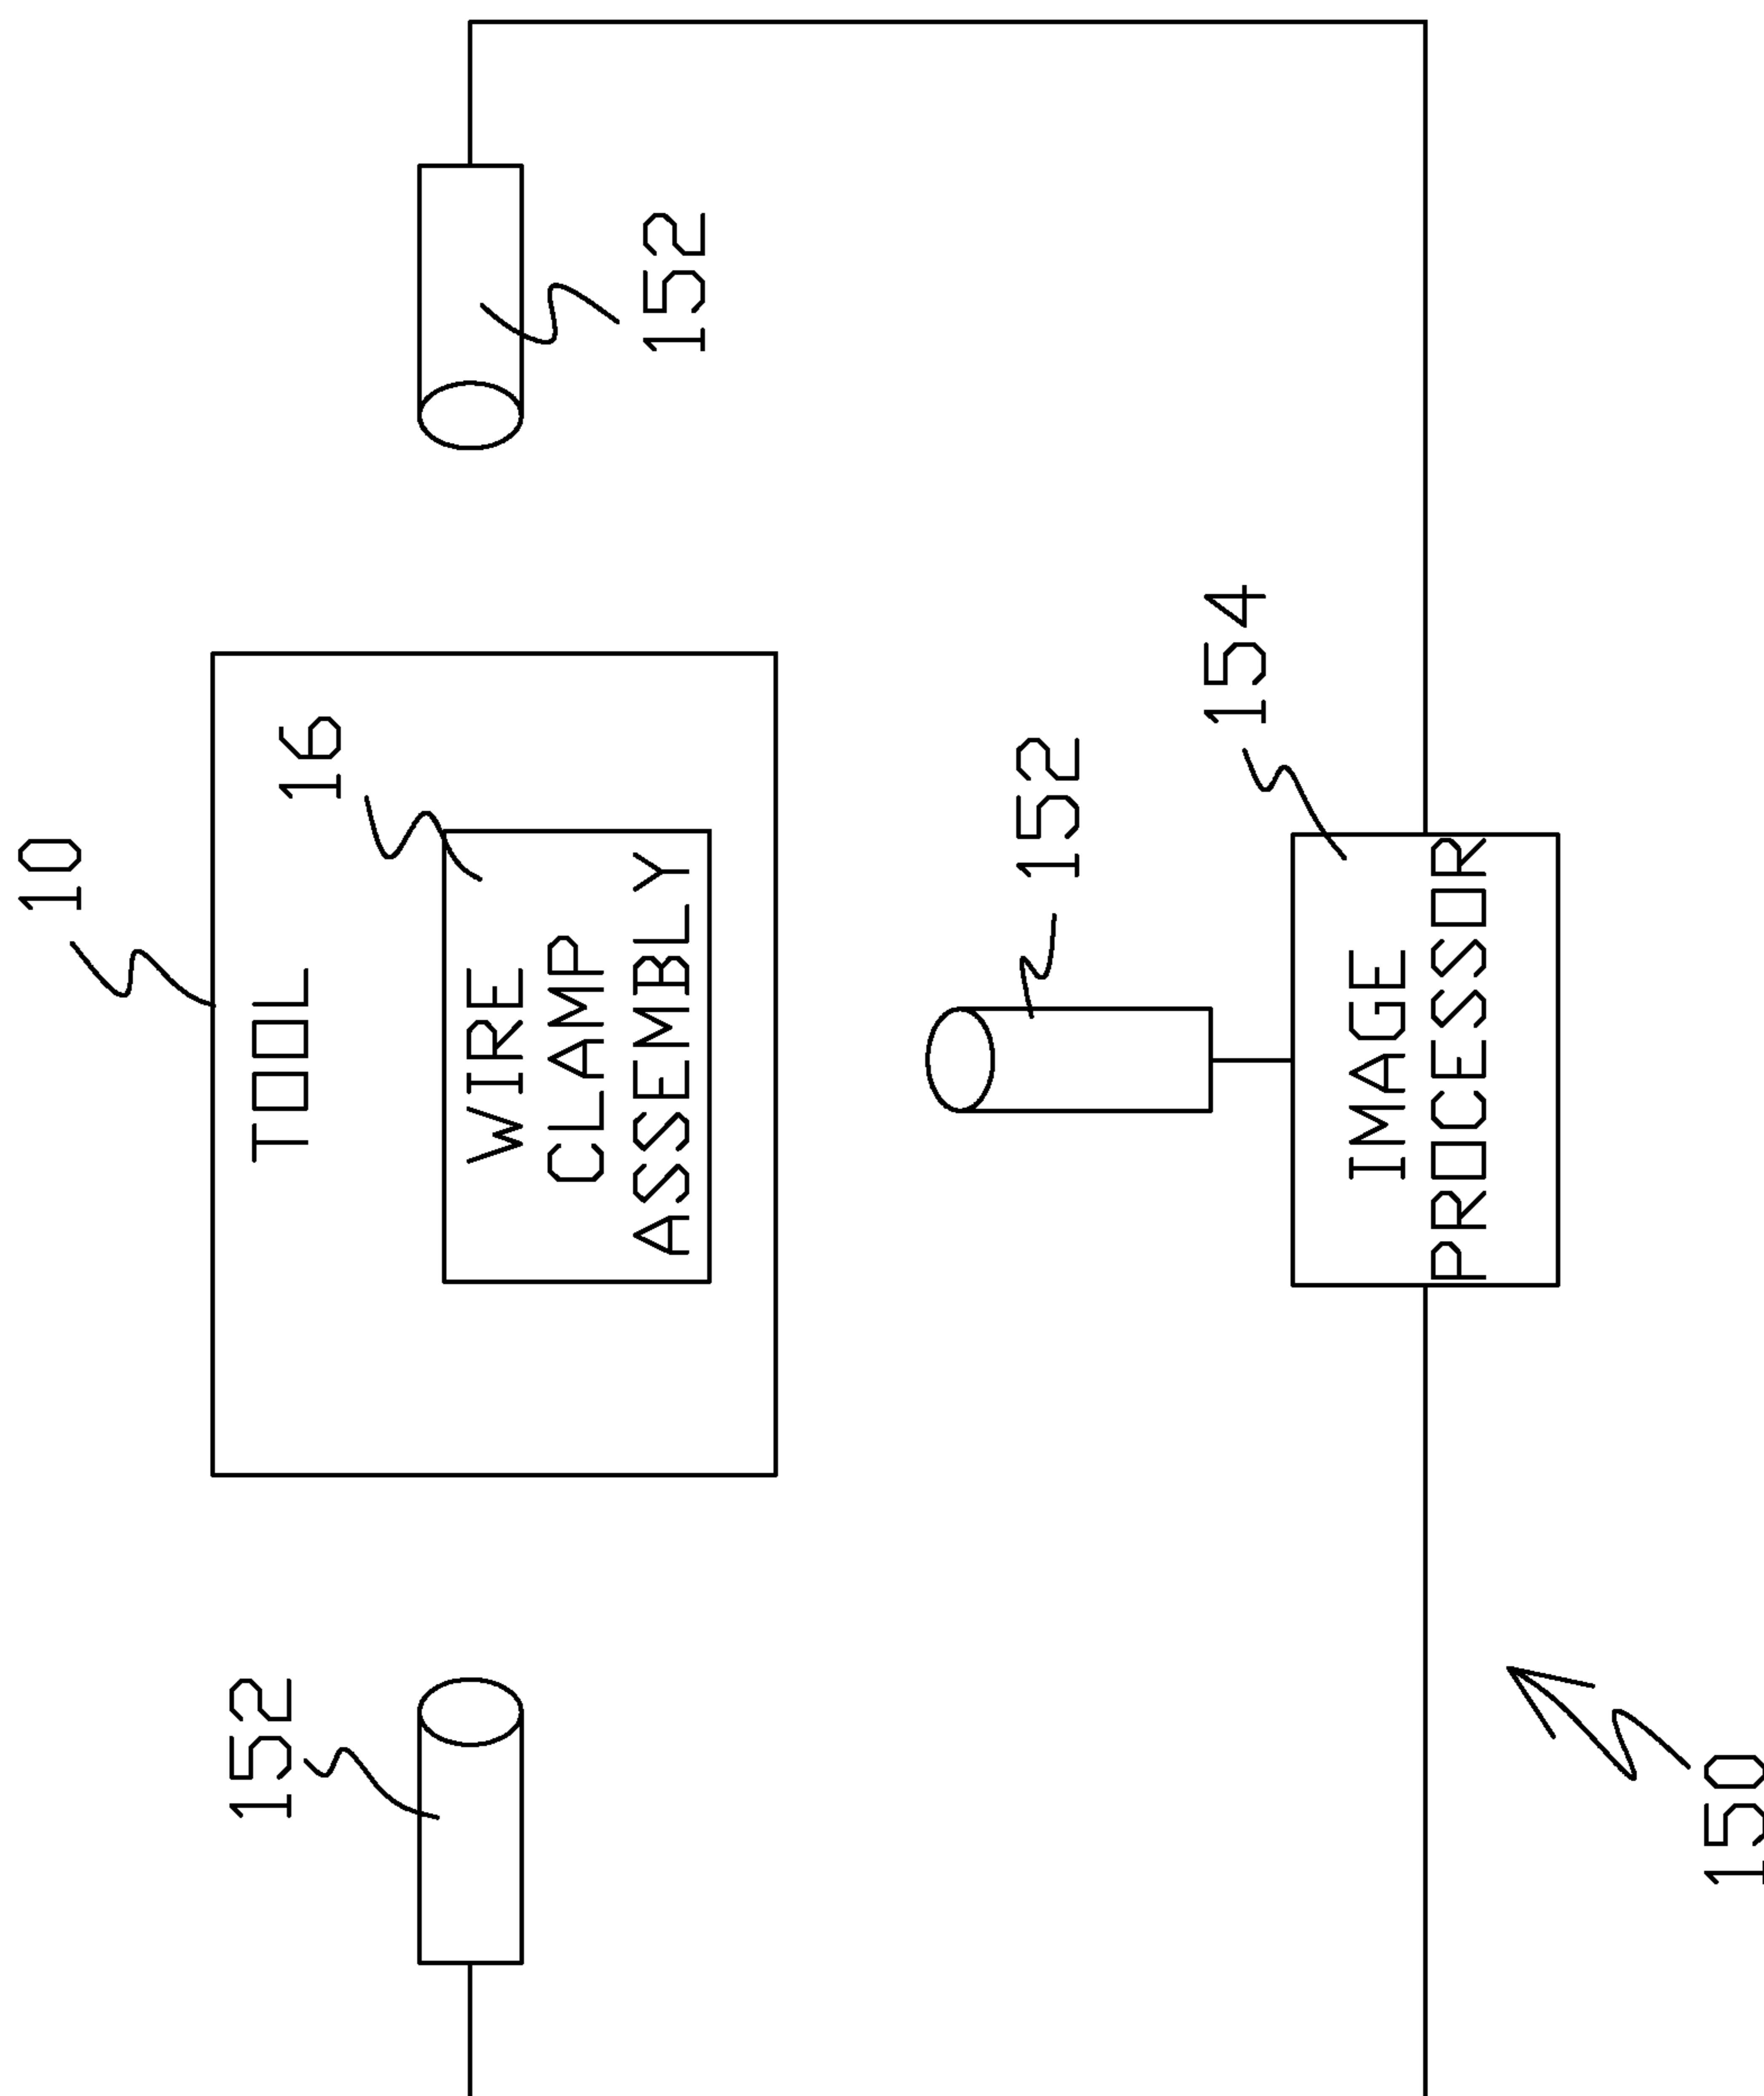 10
TOOL
16
WIRE
CLAMP
ASSEMBLY
152
152
152
154
IMAGE
PROCESSOR
150